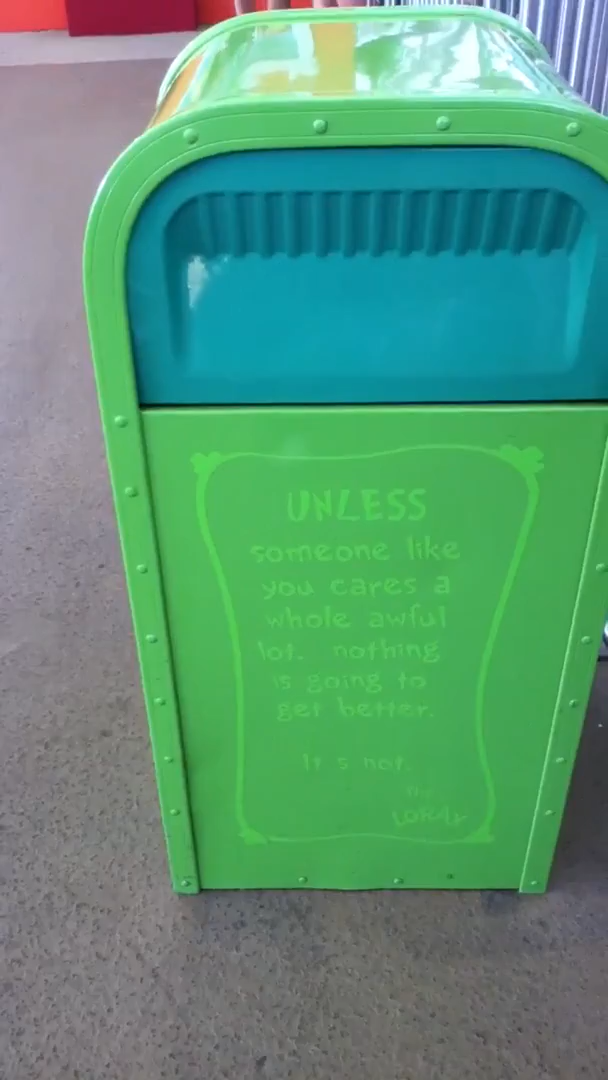 UNLESS
someone like
you cares a
whole awful
lot. nothing
is going to
get better.
It s not.
the
LORAX